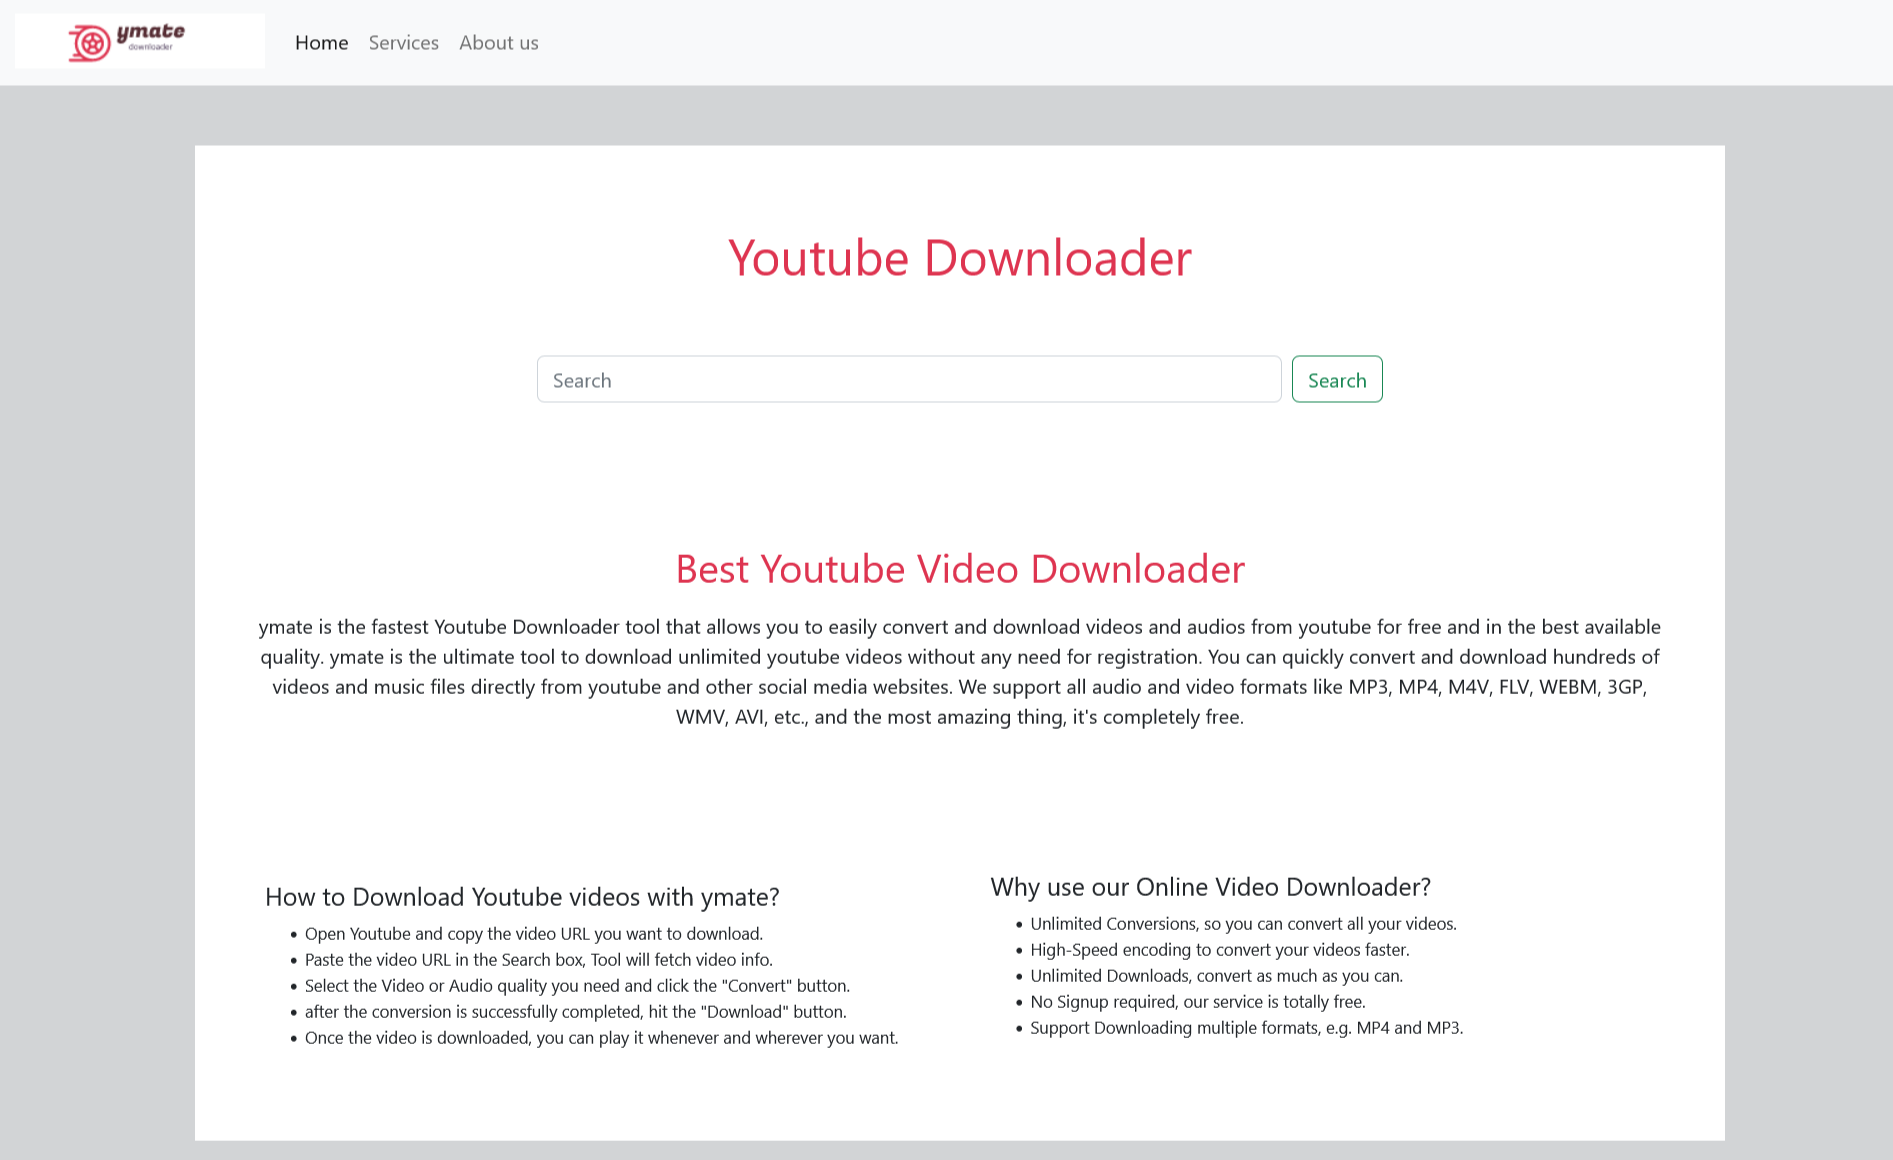 ymate
downloader
Home
Services
About us
Youtube Downloader
Search
Search
Best Youtube Video Downloader
ymate is the fastest Youtube Downloader tool that allows you to easily convert and download videos and audios from youtube for free and in the best available
quality. ymate is the ultimate tool to download unlimited youtube videos without any need for registration. You can quickly convert and download hundreds of
videos and music files directly from youtube and other social media websites. We support all audio and video formats like MP3, MP4, M4V, FLV, WEBM, 3GP,
WMV, AVI, etc., and the most amazing thing, it's completely free.
How to Download Youtube videos with ymate?
• Open Youtube and copy the video URL you want to download.
• Paste the video URL in the Search box, Tool will fetch video info.
• Select the Video or Audio quality you need and click the "Convert" button.
• after the conversion is successfully completed, hit the "Download" button.
• Once the video is downloaded, you can play it whenever and wherever you want.
Why use our Online Video Downloader?
• Unlimited Conversions, so you can convert all your videos.
• High-Speed encoding to convert your videos faster.
• Unlimited Downloads, convert as much as you can.
• No Signup required, our service is totally free.
• Support Downloading multiple formats, e.g. MP4 and MP3.